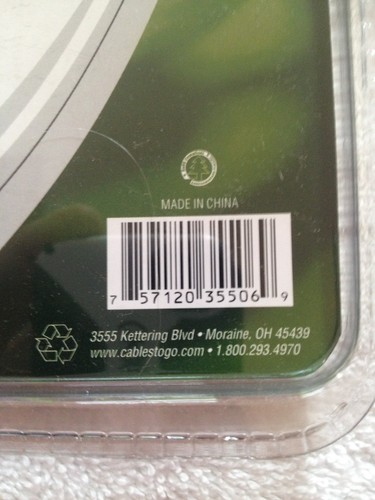 MADE IN CHINA
7 57120 35506 9
3555 Kettering Blvd • Moraine, OH 45439
www.cablestogo.com • 1.800.293.4970